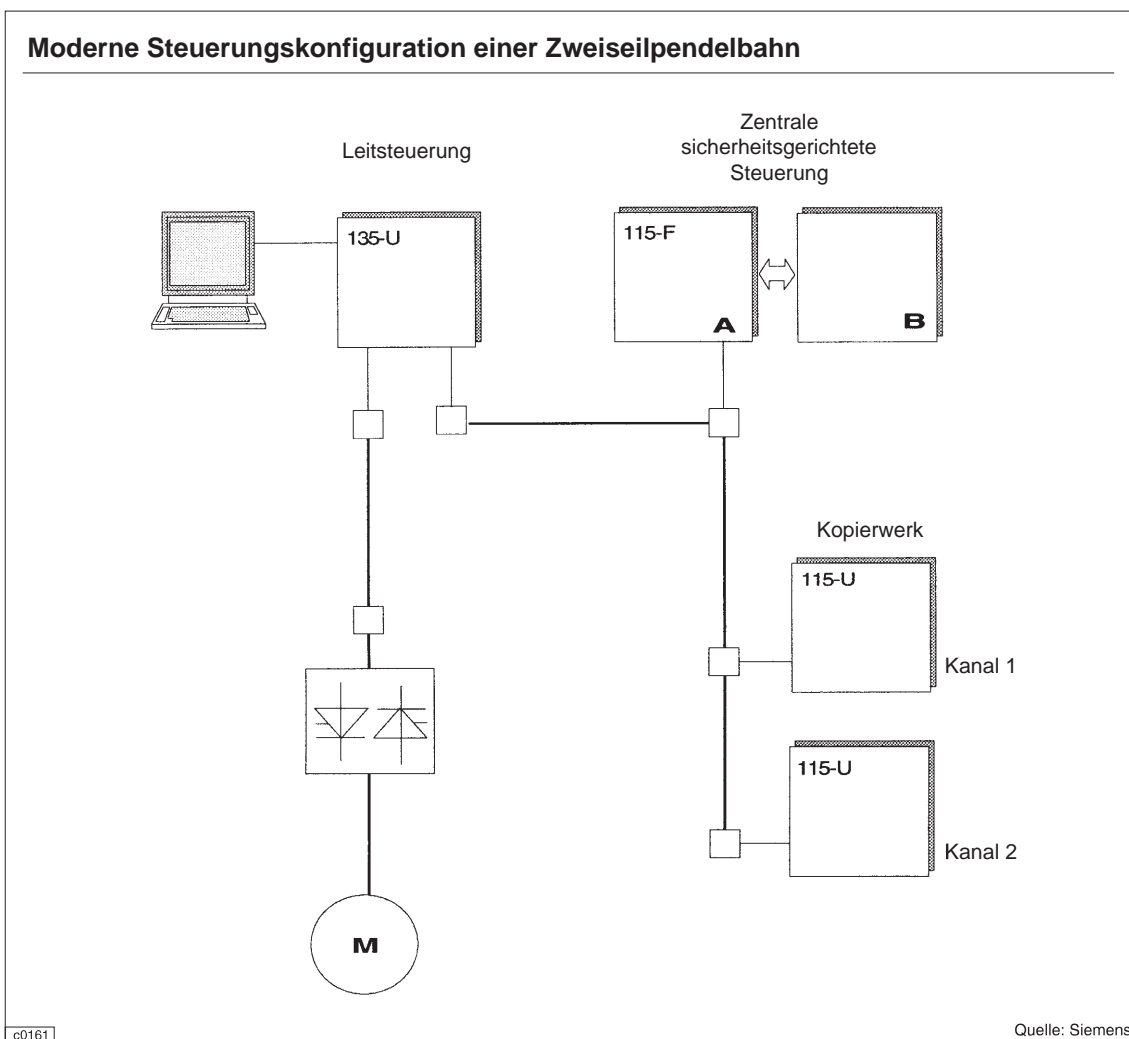 Moderne Steuerungskonfiguration einer Zweiseilpendelbahn
Leitsteuerung
Zentrale
sicherheitsgerichtete
Steuerung
135-U
115-F
A
B
Kopierwerk
115-U
Kanal 1
115-U
Kanal 2
M
c0161
Quelle: Siemens